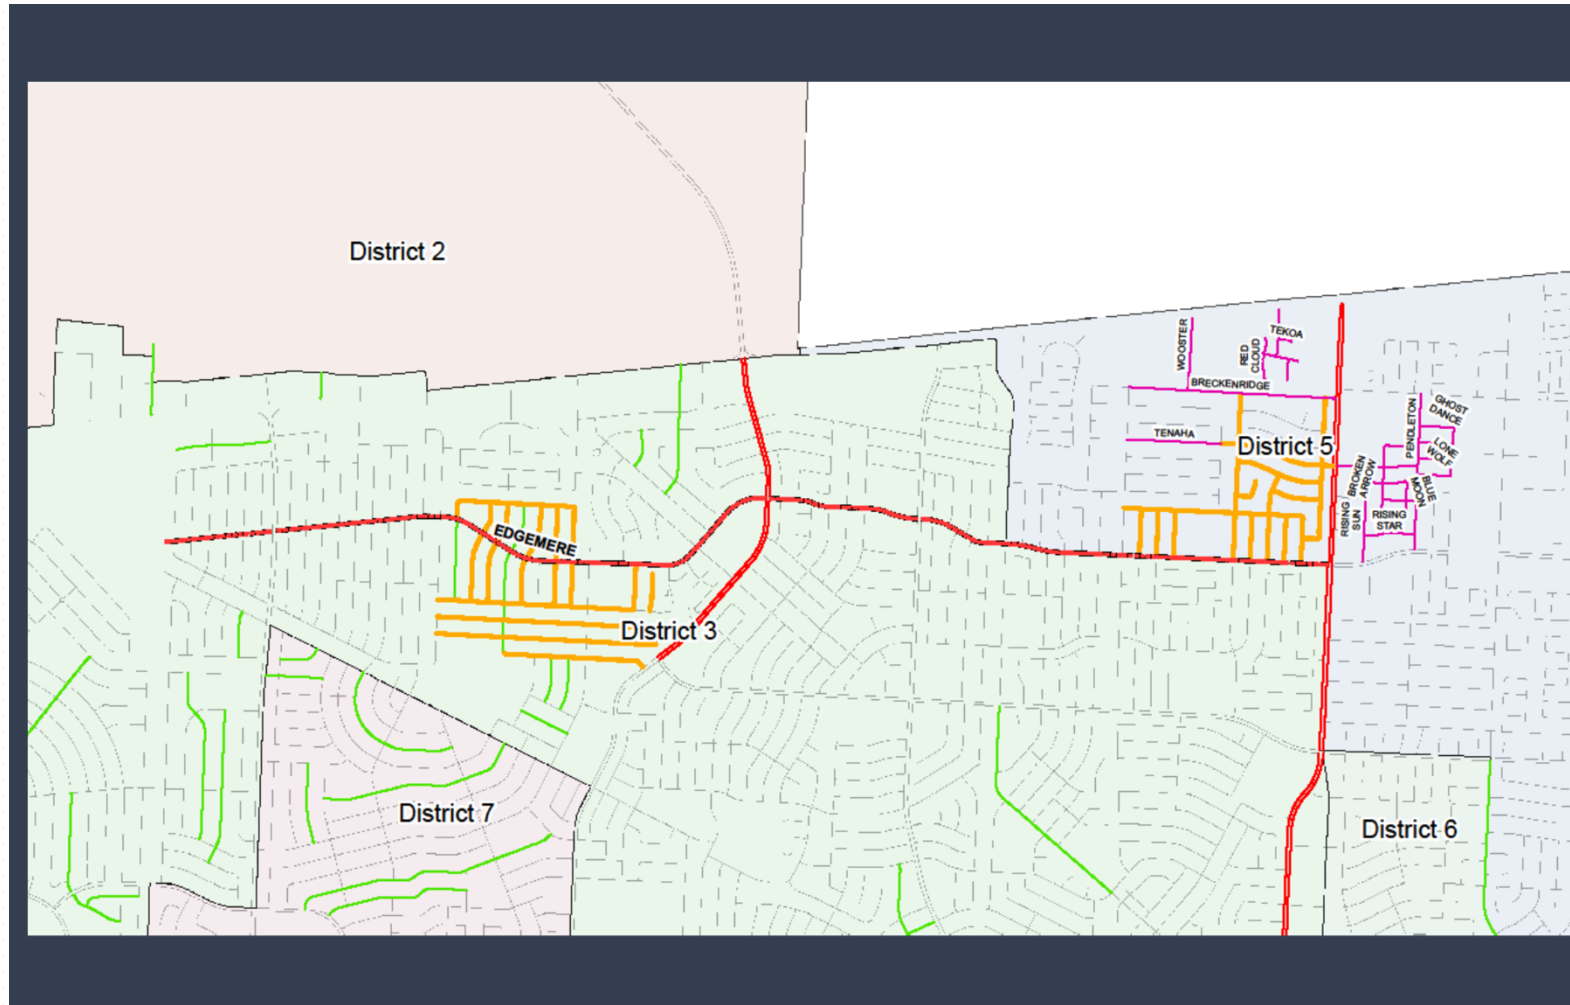 District 2
WOOSTER
RED
CLOUD
TEKOA
BRECKENRIDGE
TENAHA
District 5
PENDLETON
GHOST
DANCE
LONE
WOLF
BROKEN
ARROW
BLUE
MOON
RISING
SUN
RISING
STAR
EDGEMERE
District 3
District 7
District 6